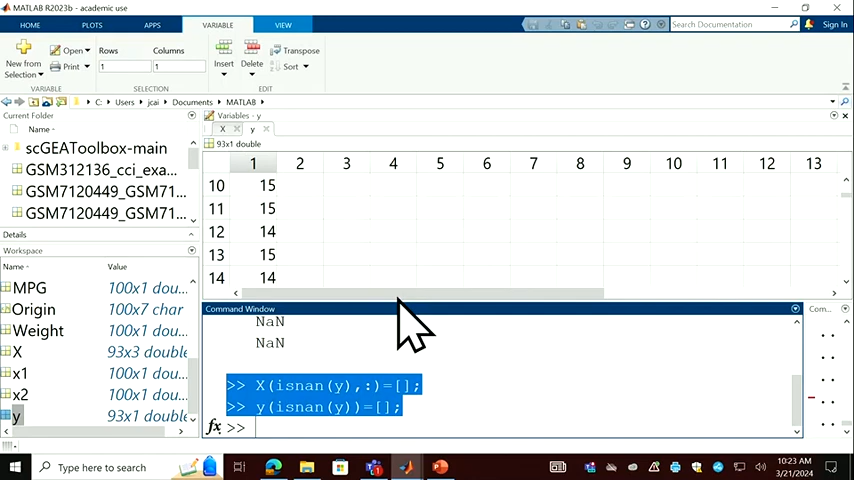 MATLAB R2023b - academic use
HOME PLOTS APPS VARIABLE VIEW Search Documentation Sign In
New from Selection Open Print Rows Columns 1 1 Insert Delete Transpose Sort
VARIABLE SELECTION EDIT
C: Users jcai Documents MATLAB
Current Folder
Name
scGEAToolbox-main
GSM312136_cci_exa...
GSM7120449_GSM71...
GSM7120449_GSM71...
Details
Workspace
Name Value
MPG 100x1 dou...
Origin 100x7 char
Weight 100x1 dou...
X 93x3 double
x1 100x1 dou...
x2 100x1 dou...
y 93x1 double
Variables - y
X y
93x1 double
1 2 3 4 5 6 7 8 9 10 11 12 13
10 15
11 15
12 14
13 15
14 14
Command Window
NaN
NaN
>> X(isnan(y),:)=[];
>> y(isnan(y))=[];
fx >>
Com...
Type here to search
10:23 AM
3/21/2024